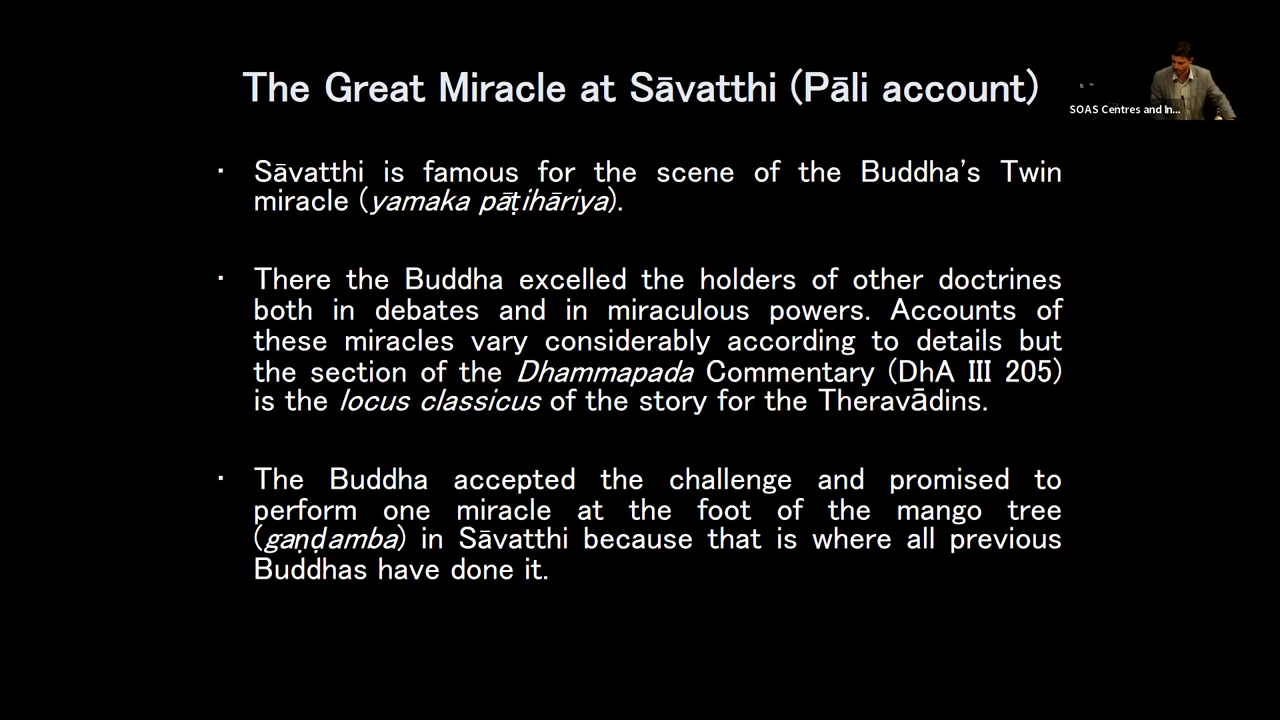 The Great Miracle at Sāvatthi (Pāli account)
SOAS Centres and In...
· Sāvatthi is famous for the scene of the Buddha's Twin
miracle (yamaka pāṭihāriya).
· There the Buddha excelled the holders of other doctrines
both in debates and in miraculous powers. Accounts of
these miracles vary considerably according to details but
the section of the Dhammapada Commentary (DhA III 205)
is the locus classicus of the story for the Theravādins.
· The Buddha accepted the challenge and promised to
perform one miracle at the foot of the mango tree
(gaṇḍamba) in Sāvatthi because that is where all previous
Buddhas have done it.